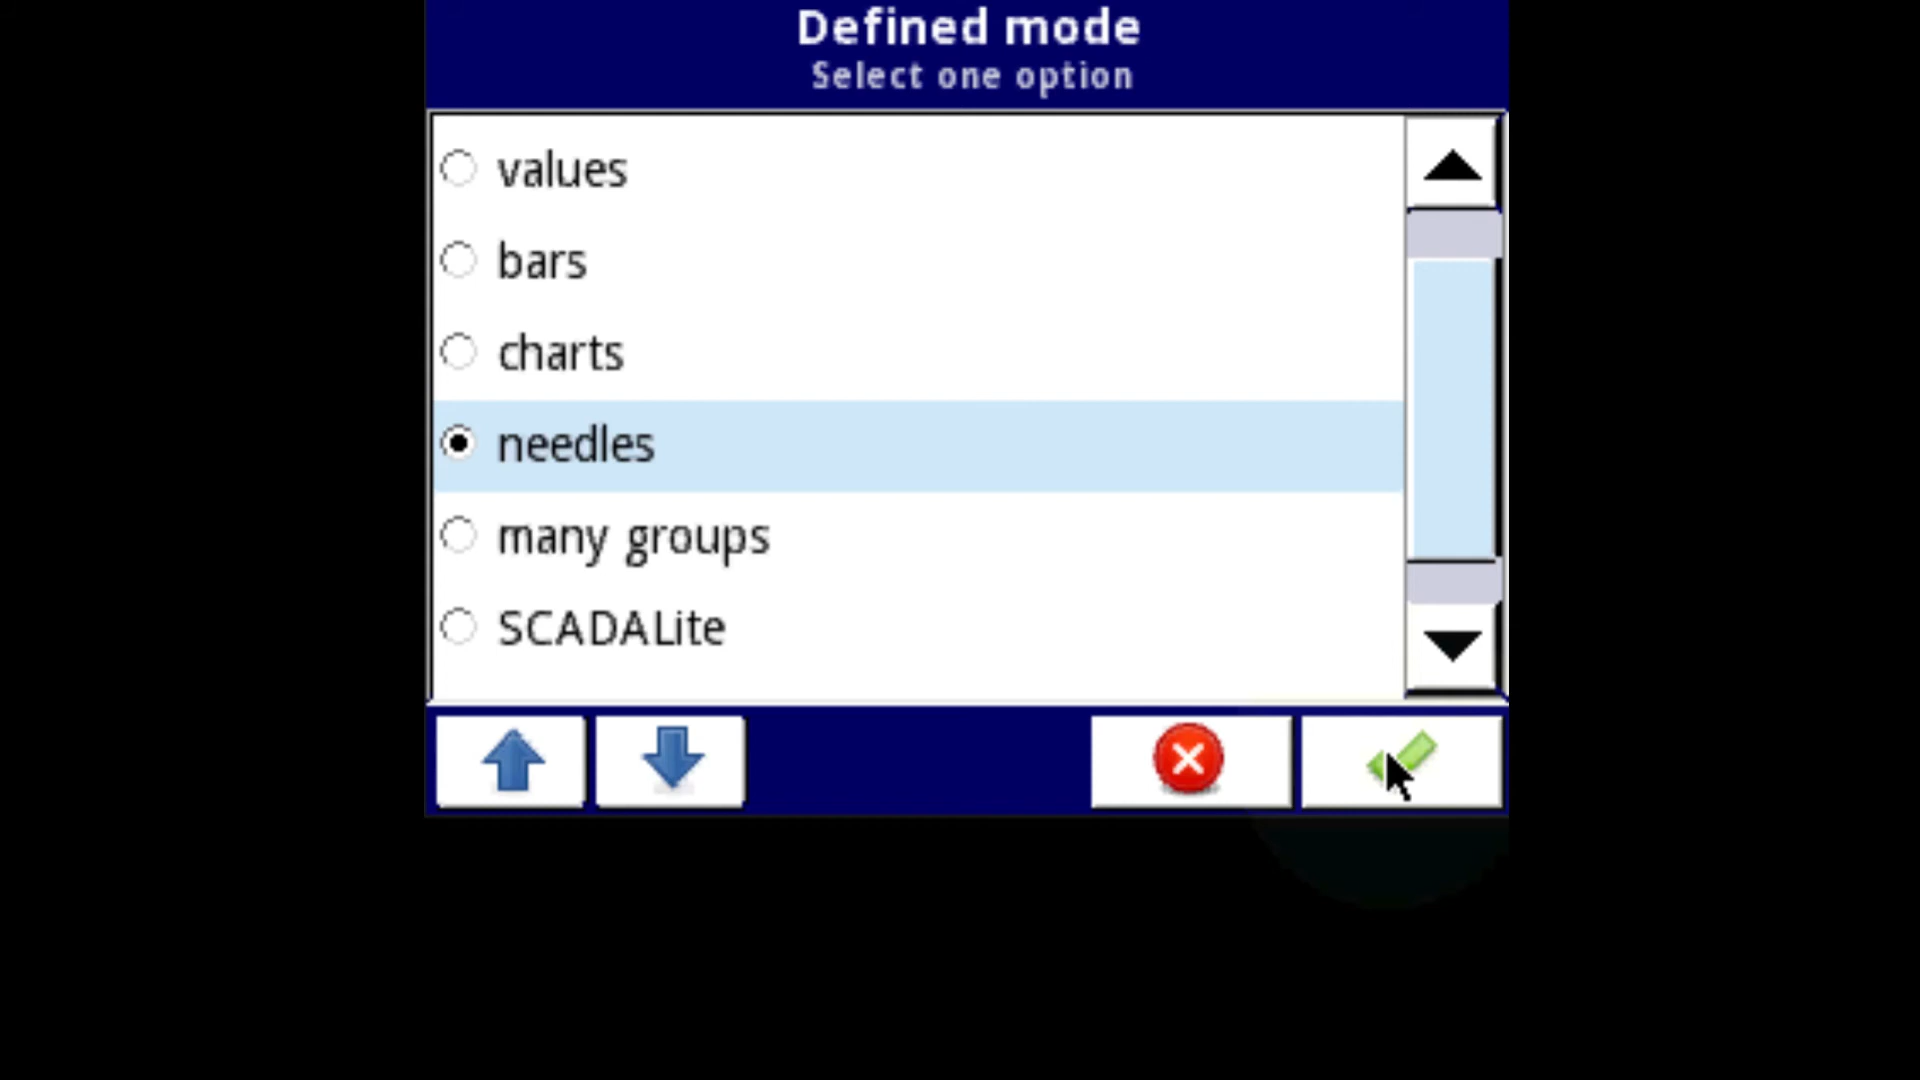 Defined mode
Select one option
values
bars
charts
needles
many groups
SCADALite